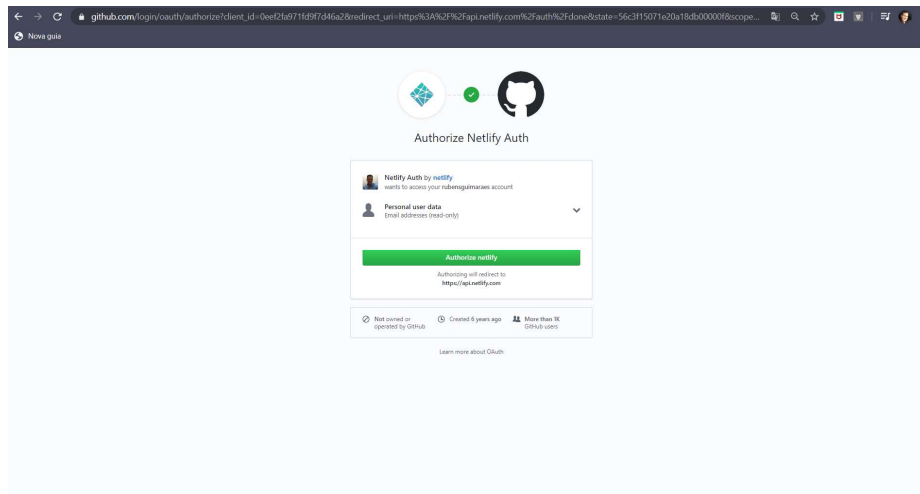 github.com/login/oauth/authorize?client_id=0eef2fa971fd9f7d46a2&redirect_uri=https%3A%2F%2Fapi.netlify.com%2Fauth%2Fdone&state=56c3f15071e20a18db00000f&scope...
Nova guia
Authorize Netlify Auth
Netlify Auth by netlify
wants to access your rubensguimaraes account
Personal user data
Email addresses (read-only)
Authorize netlify
Authorizing will redirect to
https://api.netlify.com
Not owned or
operated by GitHub
Created 6 years ago
More than 1K
GitHub users
Learn more about OAuth